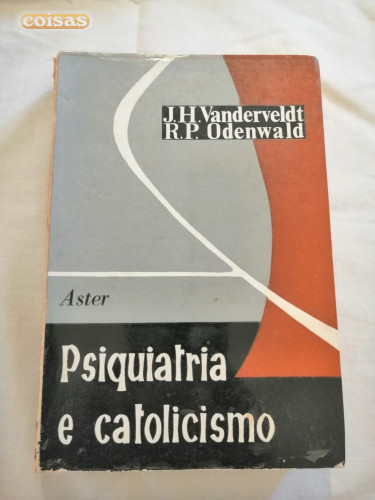 coisas
J.H. Vanderveldt
R.P. Odenwald
Aster
Psiquiatria
e catolicismo